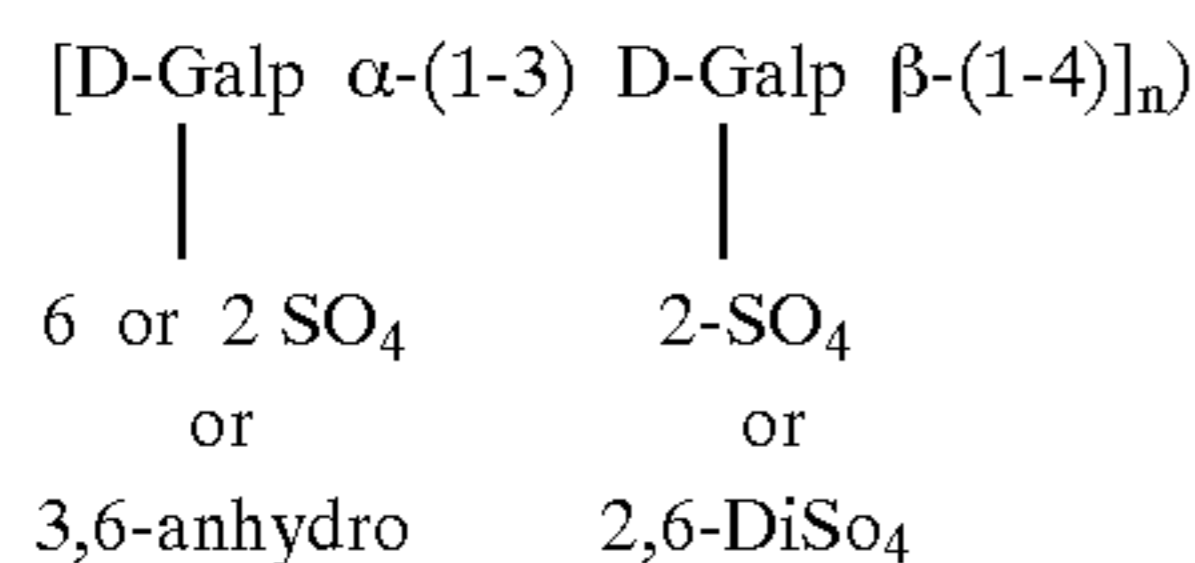 [D-Galp α-(1-3) D-Galp β-(1-4)]n)
6 or 2 SO4 2-SO4
or or
3,6-anhydro 2,6-DiSo4